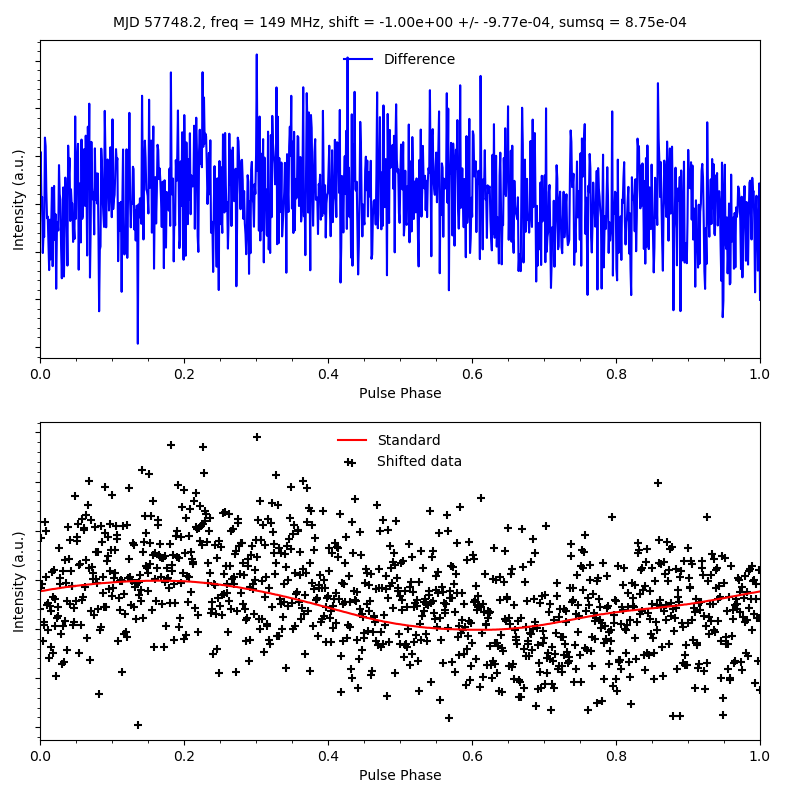 MJD 57748.2, freq = 149 MHz, shift = -1.00e+00 +/- -9.77e-04, sumsq = 8.75e-04
Difference
Intensity (a.u.)
0.0 0.2 0.4 0.6 0.8 1.0
Pulse Phase
Standard
Shifted data
Intensity (a.u.)
0.0 0.2 0.4 0.6 0.8 1.0
Pulse Phase